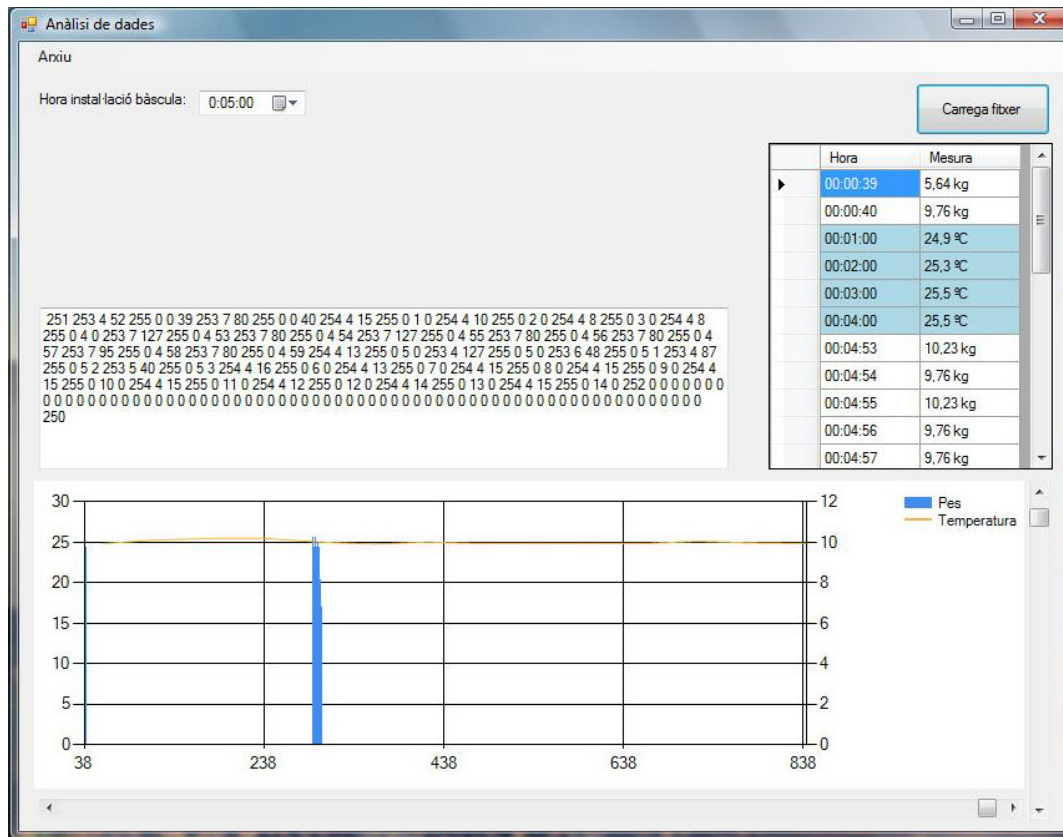 Anàlisi de dades
Arxiu
Hora instal·lació bàscula: 0:05:00
Carrega fitxer
Hora Mesura
00:00:39 5,64 kg
00:00:40 9,76 kg
00:01:00 24,9 ºC
00:02:00 25,3 ºC
00:03:00 25,5 ºC
00:04:00 25,5 ºC
00:04:53 10,23 kg
00:04:54 9,76 kg
00:04:55 10,23 kg
00:04:56 9,76 kg
00:04:57 9,76 kg
251 253 4 52 255 0 0 39 253 7 80 255 0 0 40 254 4 15 255 0 1 0 254 4 10 255 0 2 0 254 4 8 255 0 3 0 254 4 8
255 0 4 0 253 7 127 255 0 4 53 253 7 80 255 0 4 54 253 7 127 255 0 4 55 253 7 80 255 0 4 56 253 7 80 255 0 4
57 253 7 95 255 0 4 58 253 7 80 255 0 4 59 254 4 13 255 0 5 0 253 4 127 255 0 5 0 253 6 48 255 0 5 1 253 4 87
255 0 5 2 253 5 40 255 0 5 3 254 4 16 255 0 6 0 254 4 13 255 0 7 0 254 4 15 255 0 8 0 254 4 15 255 0 9 0 254 4
15 255 0 10 0 254 4 15 255 0 11 0 254 4 12 255 0 12 0 254 4 14 255 0 13 0 254 4 15 255 0 14 0 252 0 0 0 0 0 0 0
0 0 0 0 0 0 0 0 0 0 0 0 0 0 0 0 0 0 0 0 0 0 0 0 0 0 0 0 0 0 0 0 0 0 0 0 0 0 0 0 0 0 0 0 0 0 0 0 0 0 0 0 0 0
250
30 12
25 10
20 8
15 6
10 4
5 2
0 0
38 238 438 638 838
Pes
Temperatura